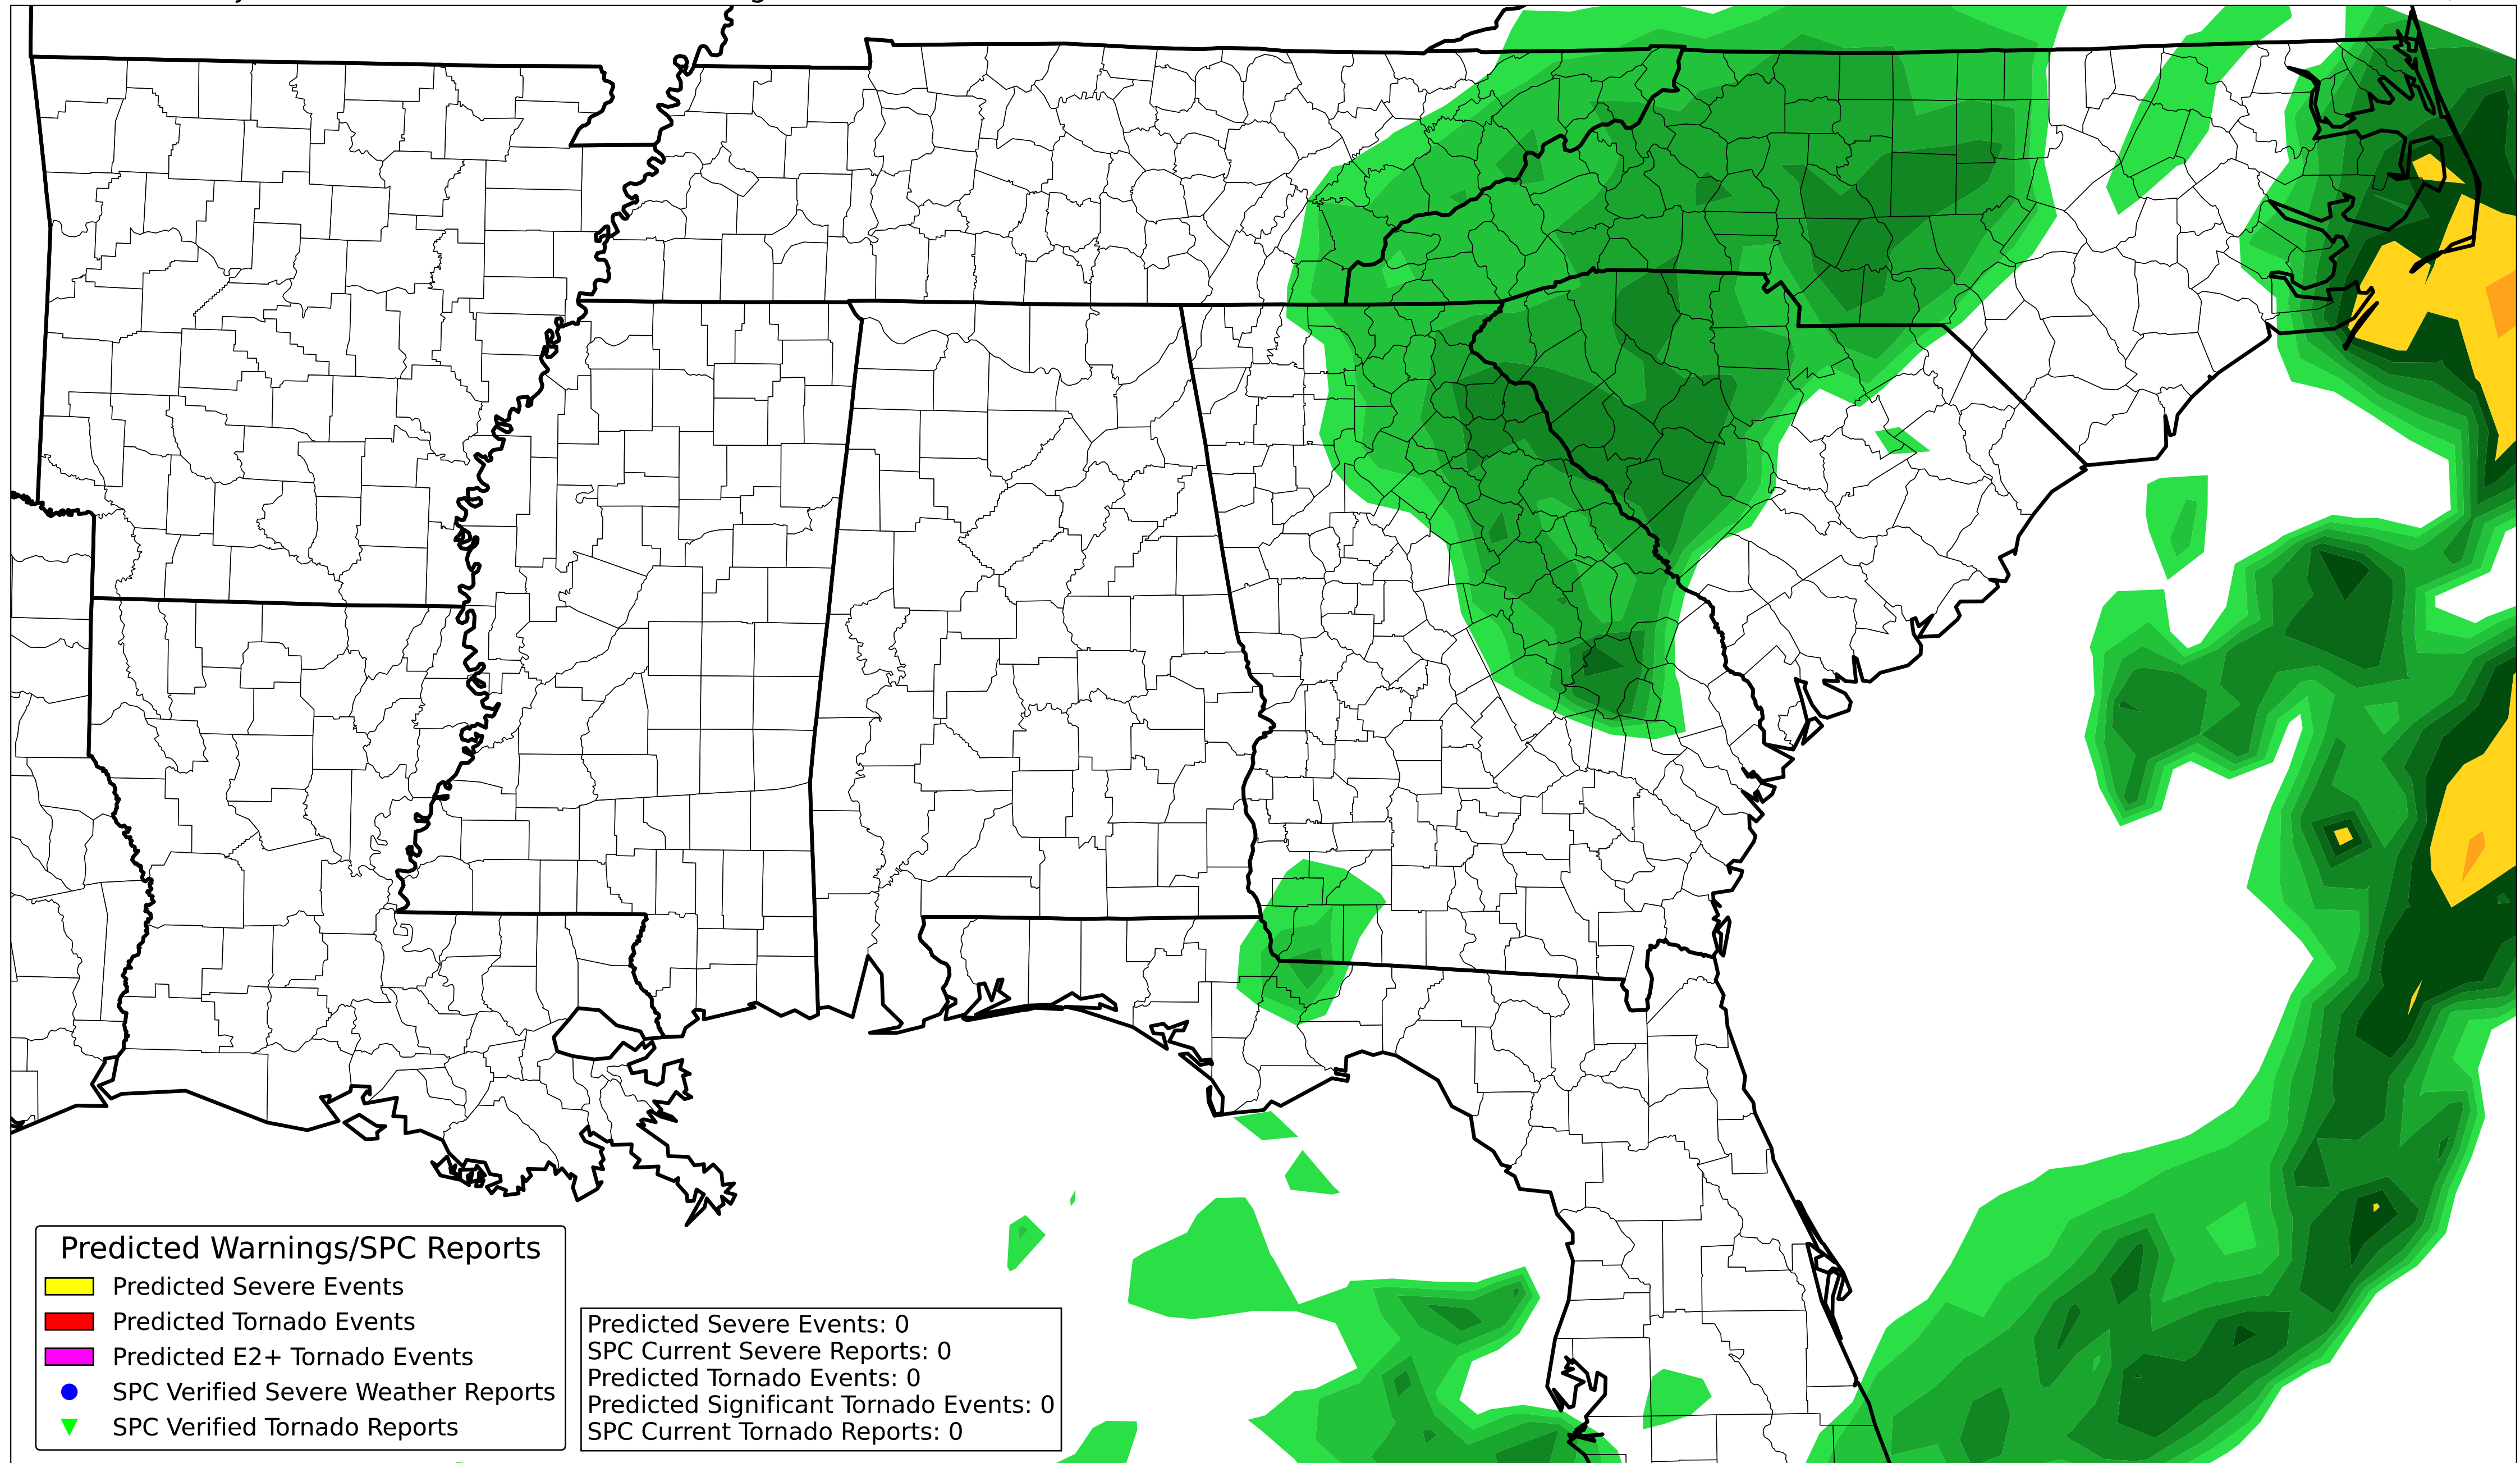 Predicted Warnings/SPC Reports
Predicted Severe Events
Predicted Tornado Events
Predicted E2+ Tornado Events
SPC Verified Severe Weather Reports
SPC Verified Tornado Reports
Predicted Severe Events: 0
SPC Current Severe Reports: 0
Predicted Tornado Events: 0
Predicted Significant Tornado Events: 0
SPC Current Tornado Reports: 0